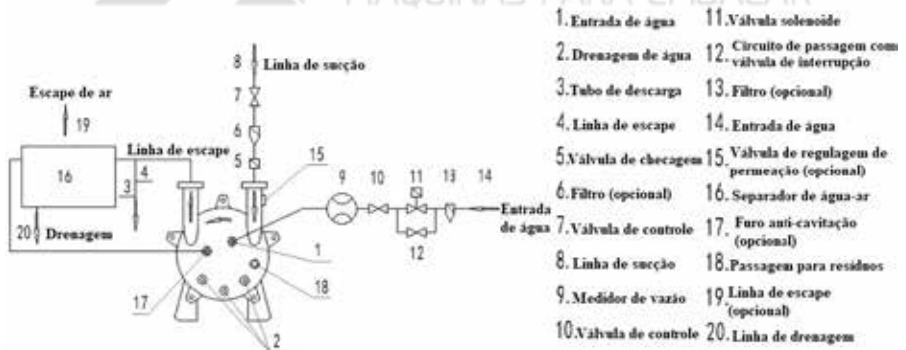 MÁQUINAS PARA EMBALAR
8 Linha de sucção
7
Escape de ar
19
6
Linha de escape
5
15
16
3
4
9
10
11
13
14
Entrada
de água
20
Drenagem
12
1
17
18
2
1. Entrada de água
2. Drenagem de água
3. Tubo de descarga
4. Linha de escape
5. Válvula de checagem
6. Filtro (opcional)
7. Válvula de controle
8. Linha de sucção
9. Medidor de vazão
10. Válvula de controle
11. Válvula solenoide
12. Circuito de passagem com
válvula de interrupção
13. Filtro (opcional)
14. Entrada de água
15. Válvula de regulagem de
permeação (opcional)
16. Separador de água-ar
17. Furo anti-cavitação
(opcional)
18. Passagem para resíduos
19. Linha de escape
(opcional)
20. Linha de drenagem